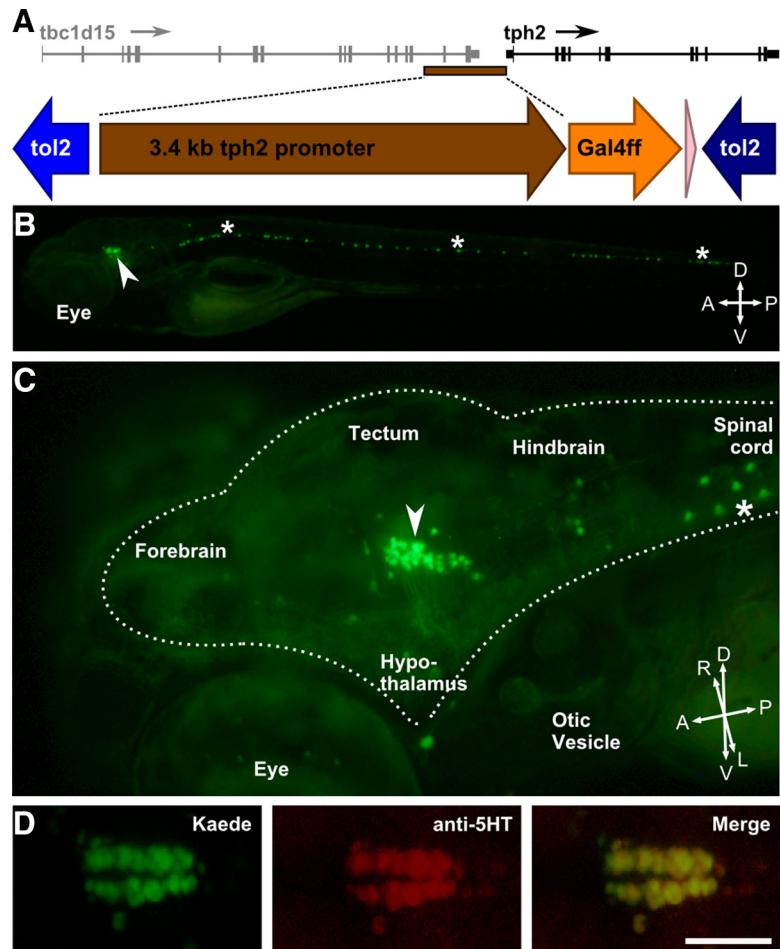 A
tbc1d15
tph2
tol2
3.4 kb tph2 promoter
Gal4ff
tol2
B
*
*
*
Eye
D
A
P
V
C
Tectum
Hindbrain
Spinal
cord
*
Forebrain
Hypo-
thalamus
Otic
Vesicle
Eye
D
R
A
P
L
V
D
Kaede
anti-5HT
Merge